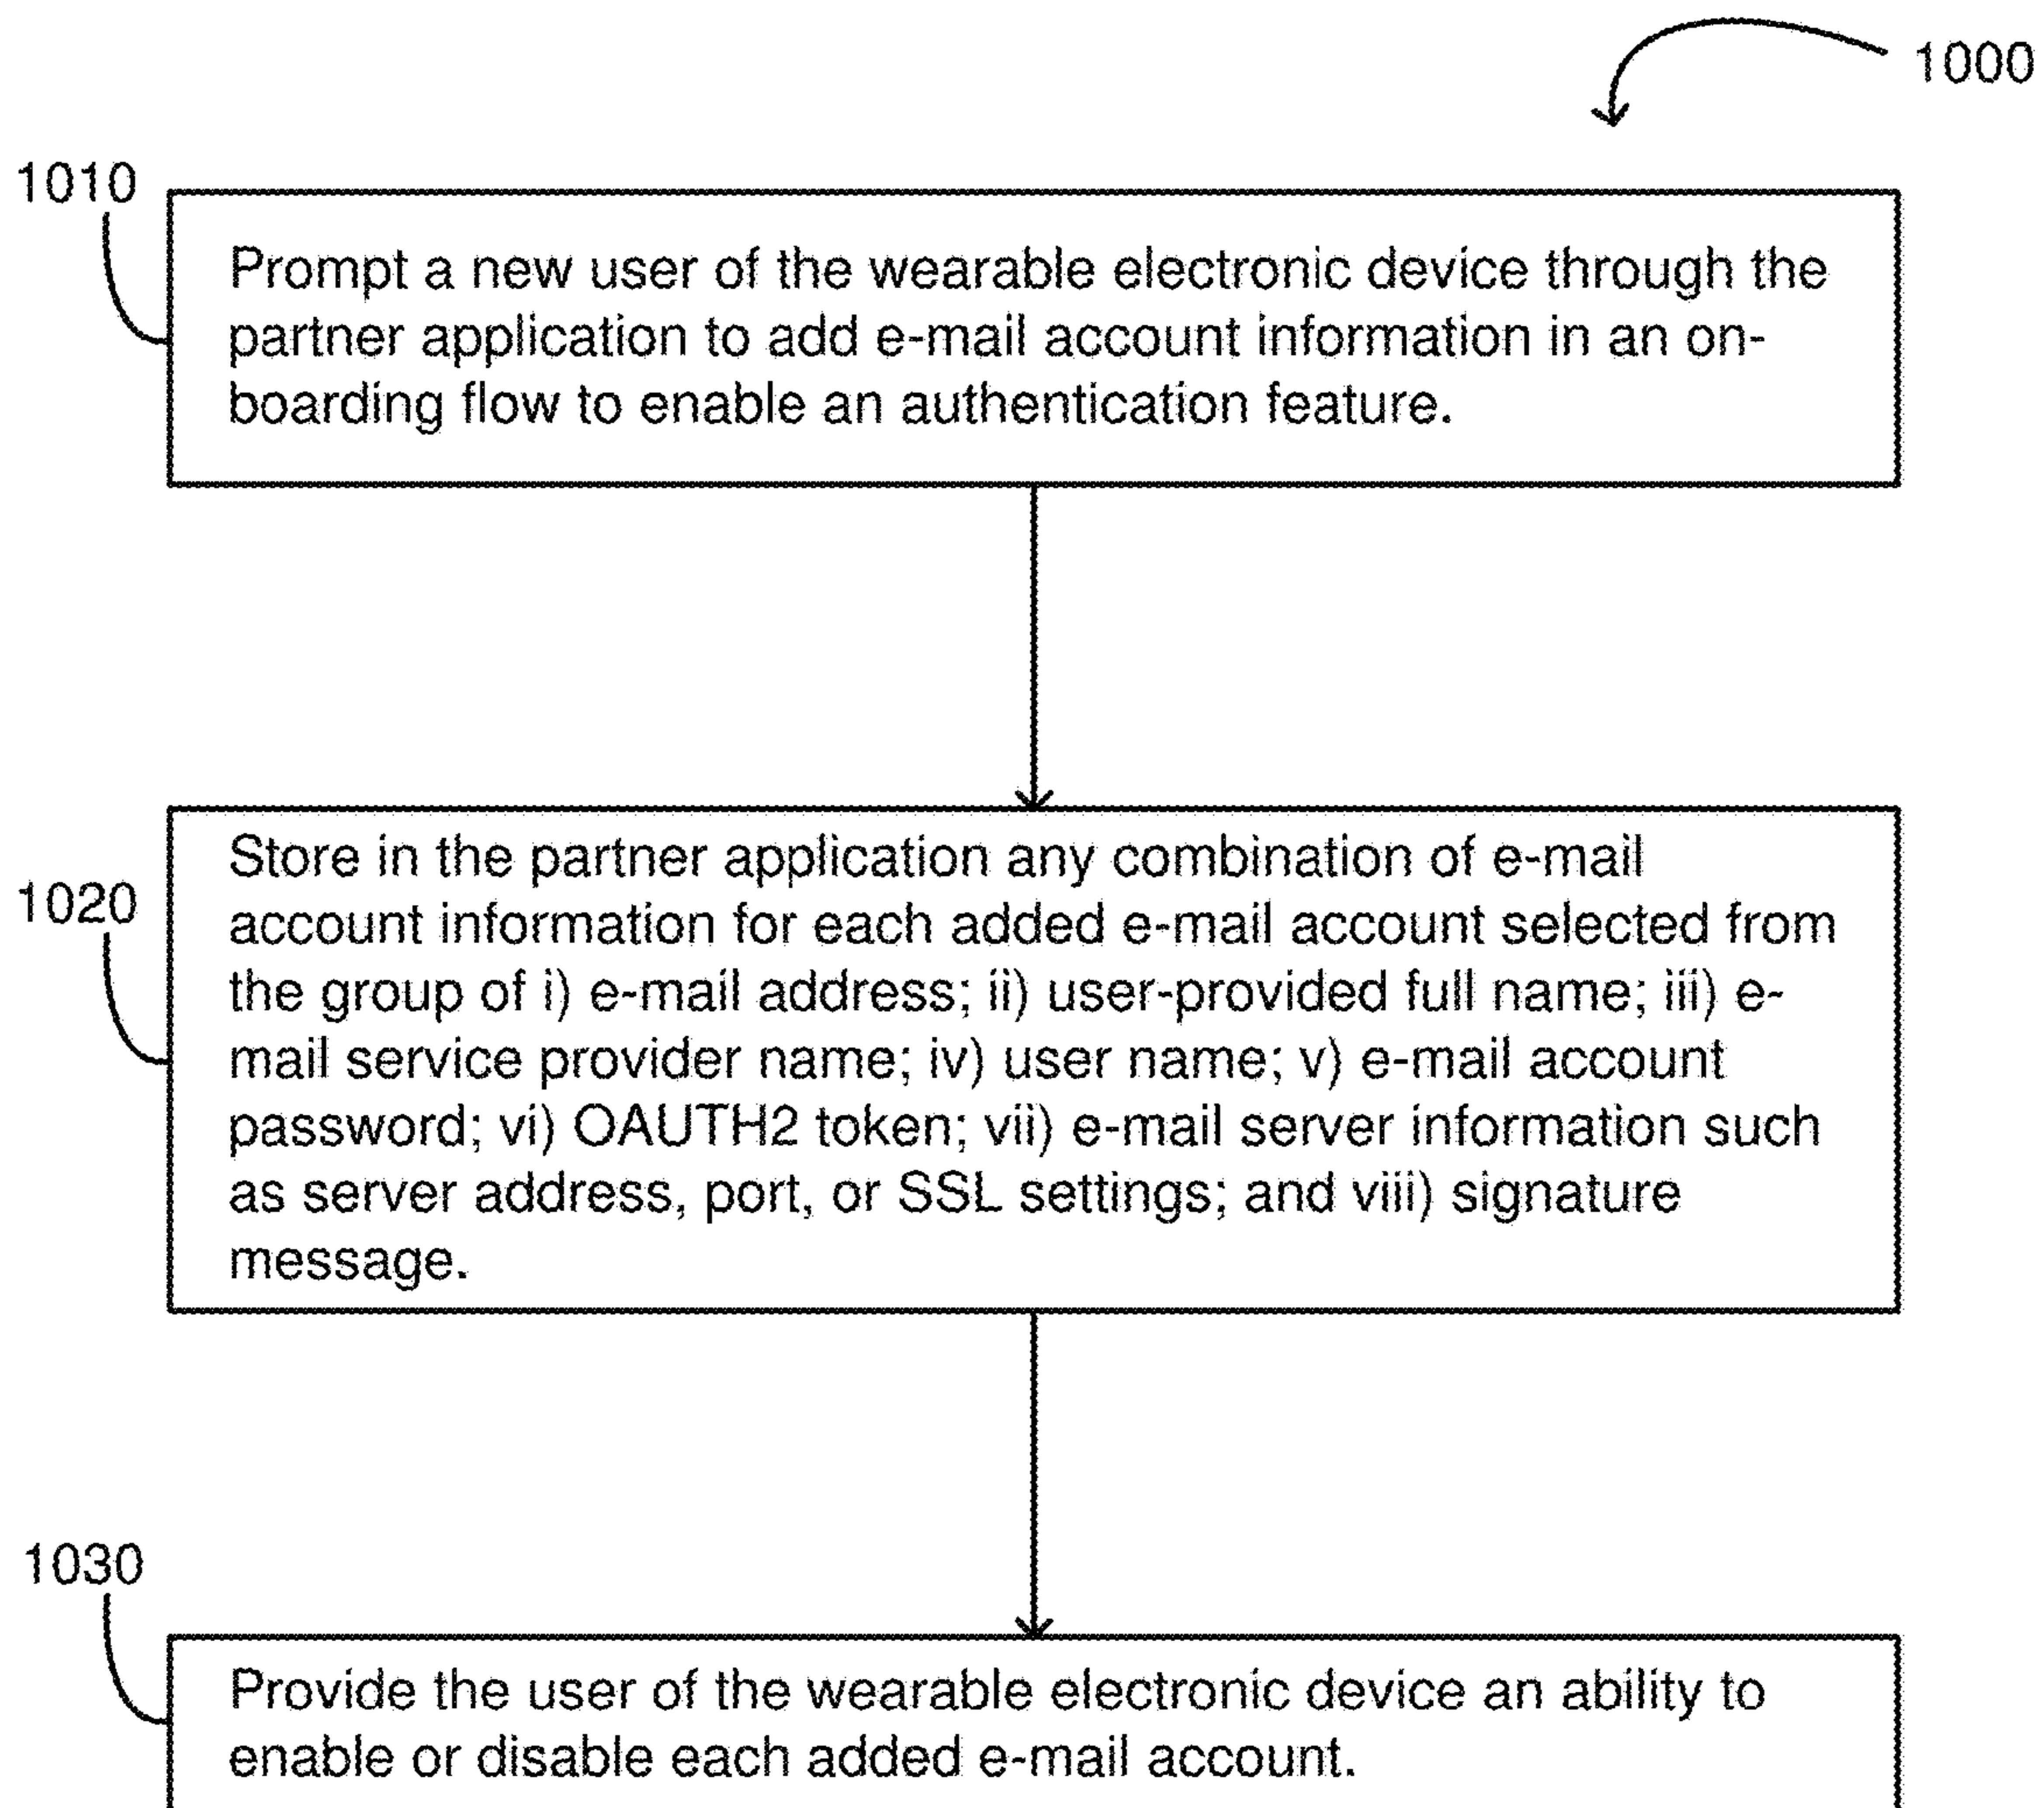 1000
1010
Prompt a new user of the wearable electronic device through the
partner application to add e-mail account information in an on-
boarding flow to enable an authentication feature.
1020
Store in the partner application any combination of e-mail
account information for each added e-mail account selected from
the group of i) e-mail address; ii) user-provided full name; iii) e-
mail service provider name; iv) user name; v) e-mail account
password; vi) OAUTH2 token; vii) e-mail server information such
as server address, port, or SSL settings; and viii) signature
message.
1030
Provide the user of the wearable electronic device an ability to
enable or disable each added e-mail account.